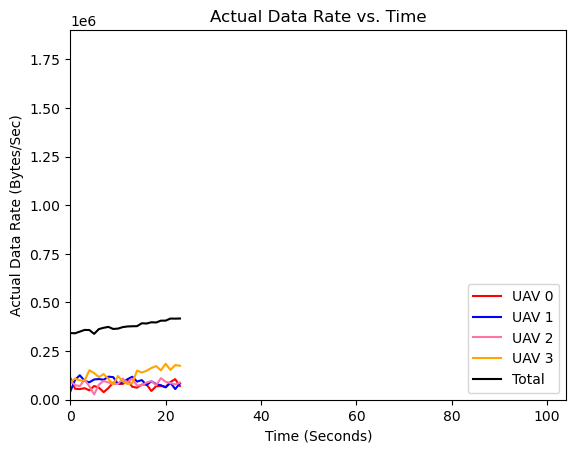 Actual Data Rate vs. Time
1e6
Actual Data Rate (Bytes/Sec)
1.75
1.50
1.25
1.00
0.75
0.50
0.25
0.00
UAV 0
UAV 1
UAV 2
UAV 3
Total
0 20 40 60 80 100
Time (Seconds)